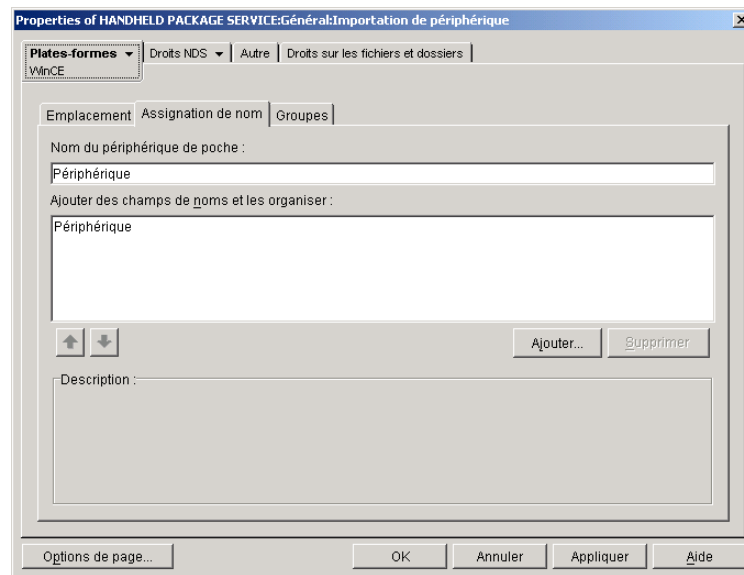 Properties of HANDHELD PACKAGE SERVICE:Général:Importation de périphérique
Plates-formes Droits NDS Autre Droits sur les fichiers et dossiers
WinCE
Emplacement Assignation de nom Groupes
Nom du périphérique de poche :
Périphérique
Ajouter des champs de noms et les organiser :
Périphérique
Ajouter... Supprimer
Description :
Options de page... OK Annuler Appliquer Aide